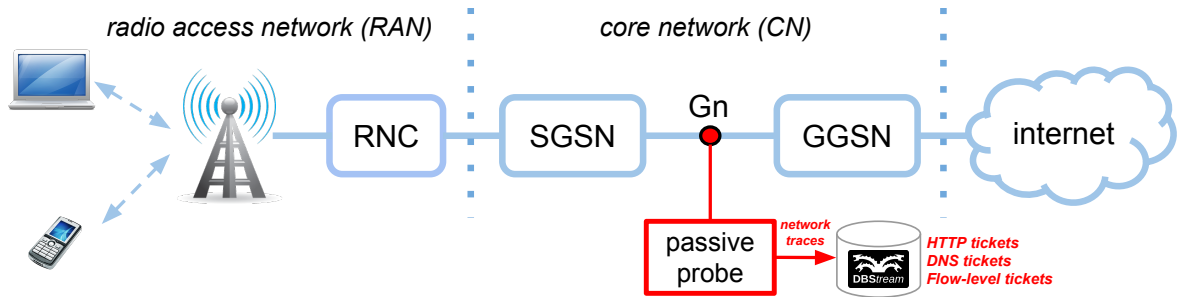 radio access network (RAN)
core network (CN)
Gn
RNC
SGSN
GGSN
internet
passive
probe
network
traces
DBStream
HTTP tickets
DNS tickets
Flow-level tickets